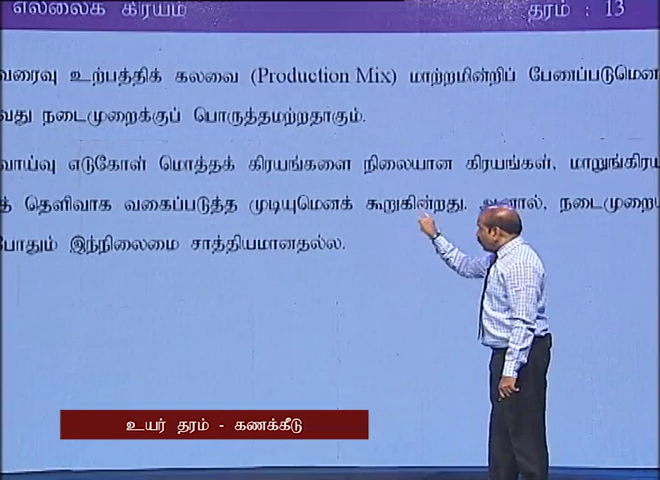 எல்லைக் கிரயம் தரம் : 13
வரைவு உற்பத்திக் கலவை (Production Mix) மாற்றமின்றிப் பேணப்படுமென
வது நடைமுறைக்குப் பொருத்தமற்றதாகும்.
வாய்வு எடுகோள் மொத்தக் கிரயங்களை நிலையான கிரயங்கள், மாறுங்கிரய
த் தெளிவாக வகைப்படுத்த முடியுமெனக் கூறுகின்றது. ஆனால், நடைமுறைய
போதும் இந்நிலைமை சாத்தியமானதல்ல.
உயர் தரம் - கணக்கீடு